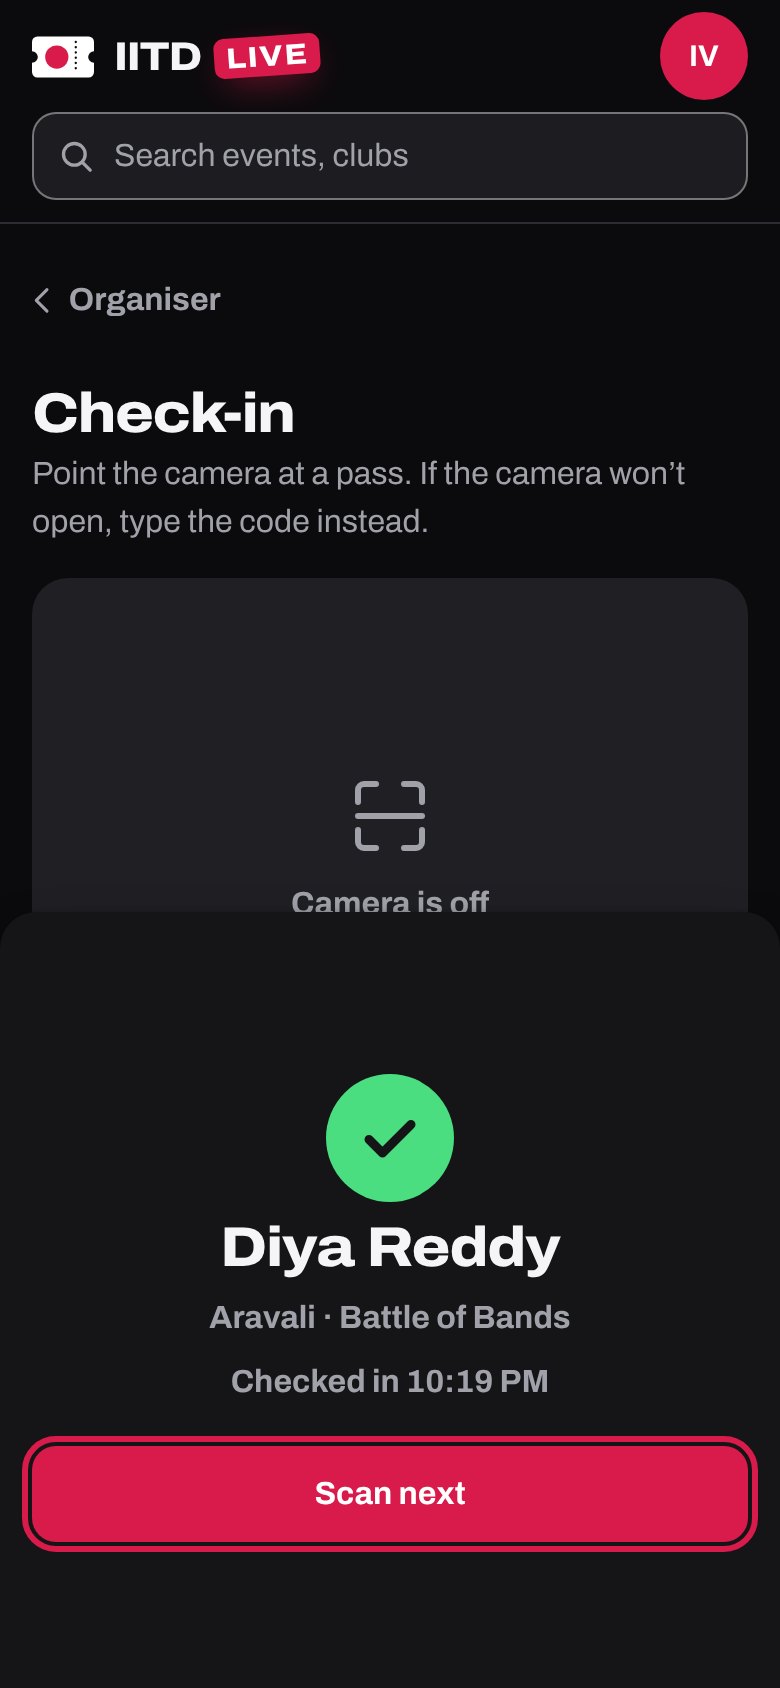 IITD LIVE
IV
Search events, clubs
Organiser
Check-in
Point the camera at a pass. If the camera won’t
open, type the code instead.
Camera is off
Diya Reddy
Aravali · Battle of Bands
Checked in 10:19 PM
Scan next